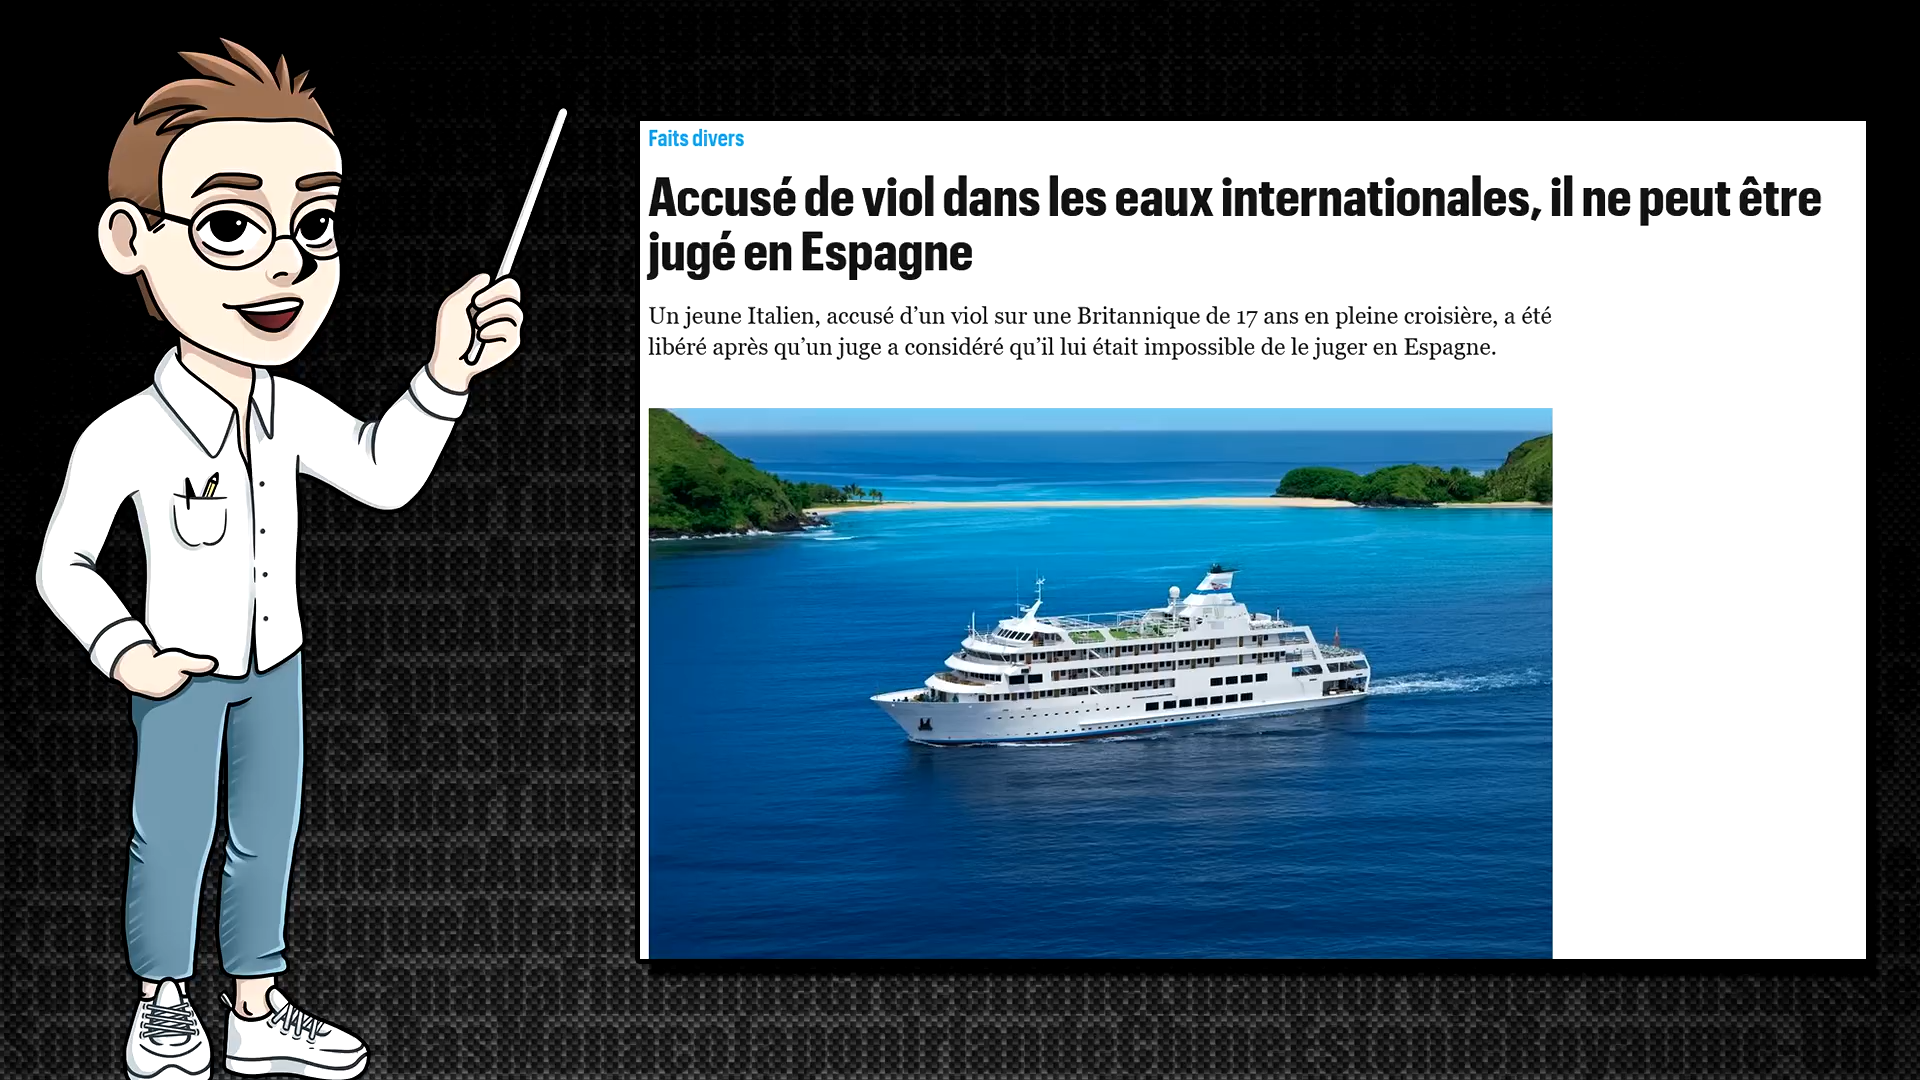 Faits divers
Accusé de viol dans les eaux internationales, il ne peut être
jugé en Espagne
Un jeune Italien, accusé d’un viol sur une Britannique de 17 ans en pleine croisière, a été
libéré après qu’un juge a considéré qu’il lui était impossible de le juger en Espagne.